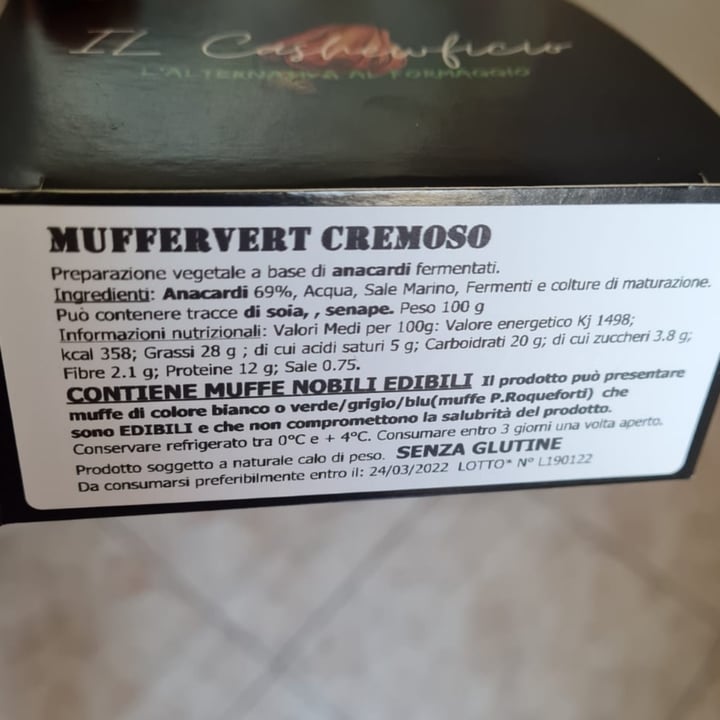 IL Cashewficio
L'ALTERNATIVA AL FORMAGGIO
MUFFERVERT CREMOSO
Preparazione vegetale a base di anacardi fermentati.
Ingredienti: Anacardi 69%, Acqua, Sale Marino, Fermenti e colture di maturazione.
Può contenere tracce di soia, , senape. Peso 100 g
Informazioni nutrizionali: Valori Medi per 100g: Valore energetico Kj 1498;
kcal 358; Grassi 28 g ; di cui acidi saturi 5 g; Carboidrati 20 g; di cui zuccheri 3.8 g;
Fibre 2.1 g; Proteine 12 g; Sale 0.75.
CONTIENE MUFFE NOBILI EDIBILI Il prodotto può presentare
muffe di colore bianco o verde/grigio/blu(muffe P.Roqueforti) che
sono EDIBILI e che non compromettono la salubrità del prodotto.
Conservare refrigerato tra 0°C e + 4°C. Consumare entro 3 giorni una volta aperto.
Prodotto soggetto a naturale calo di peso. SENZA GLUTINE
Da consumarsi preferibilmente entro il: 24/03/2022 LOTTO* N° L190122